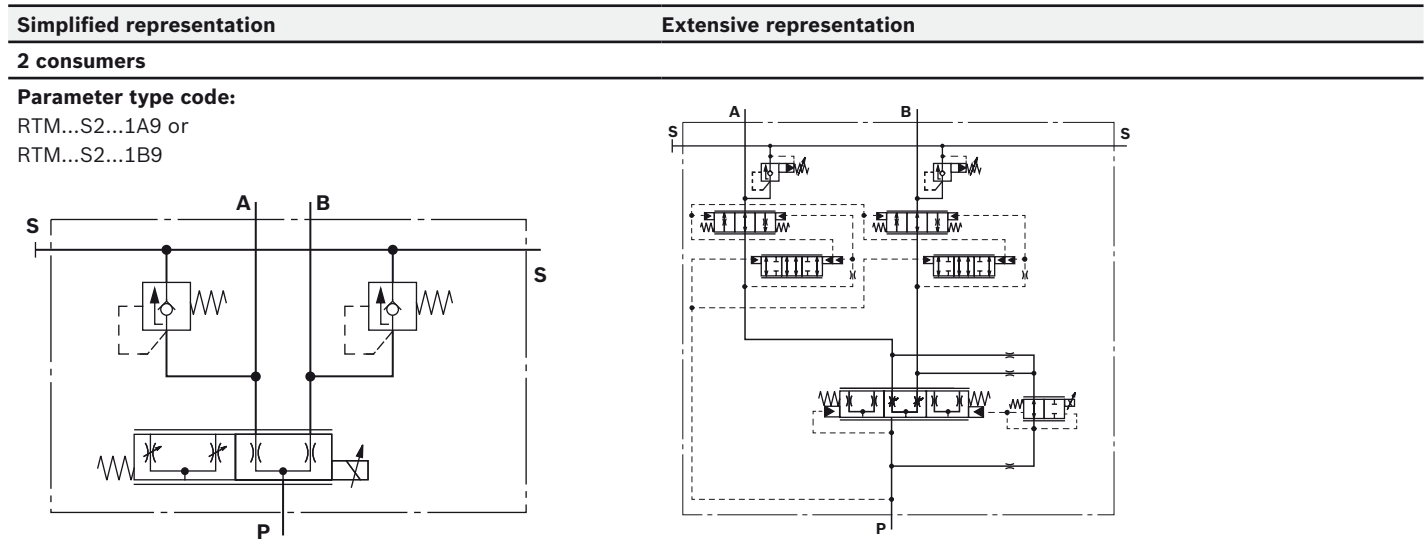 Simplified representation Extensive representation
2 consumers
Parameter type code:
RTM...S2...1A9 or
RTM...S2...1B9
A B
S
S
P
A B
S S
P